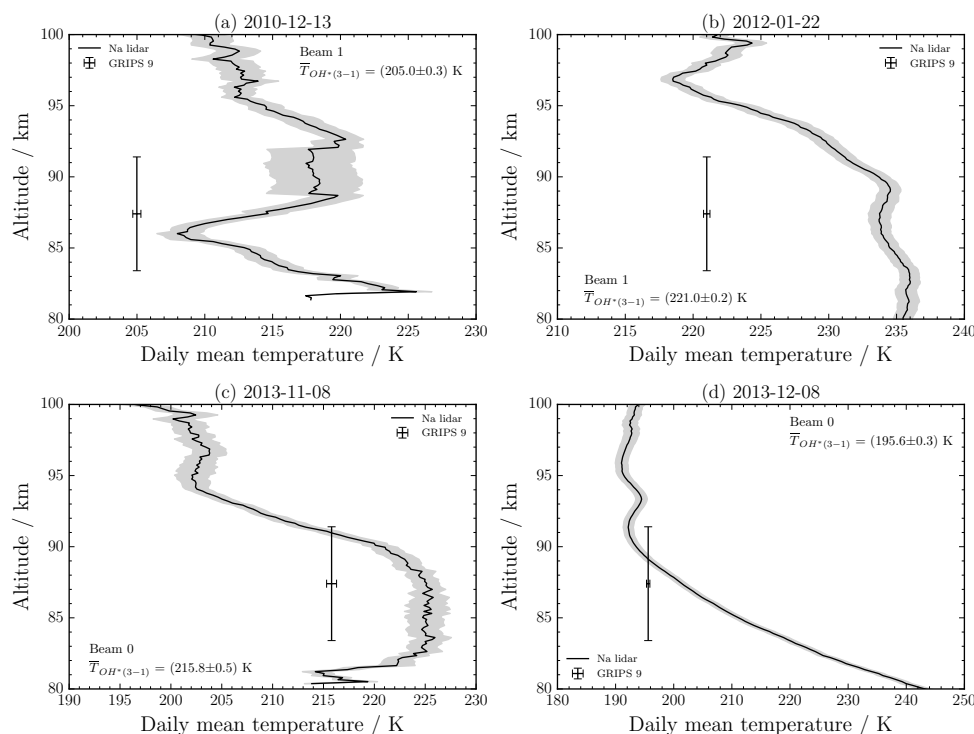 (a) 2010-12-13
100
95
90
85
80
Altitude / km
Na lidar
GRIPS 9
Beam 1
T̅_OH*(3−1) = (205.0±0.3) K
200 205 210 215 220 225 230
Daily mean temperature / K
(b) 2012-01-22
100
95
90
85
80
Altitude / km
Na lidar
GRIPS 9
Beam 1
T̅_OH*(3−1) = (221.0±0.2) K
210 215 220 225 230 235 240
Daily mean temperature / K
(c) 2013-11-08
100
95
90
85
80
Altitude / km
Na lidar
GRIPS 9
Beam 0
T̅_OH*(3−1) = (215.8±0.5) K
190 195 200 205 210 215 220 225 230
Daily mean temperature / K
(d) 2013-12-08
100
95
90
85
80
Altitude / km
Beam 0
T̅_OH*(3−1) = (195.6±0.3) K
Na lidar
GRIPS 9
180 190 200 210 220 230 240 250
Daily mean temperature / K